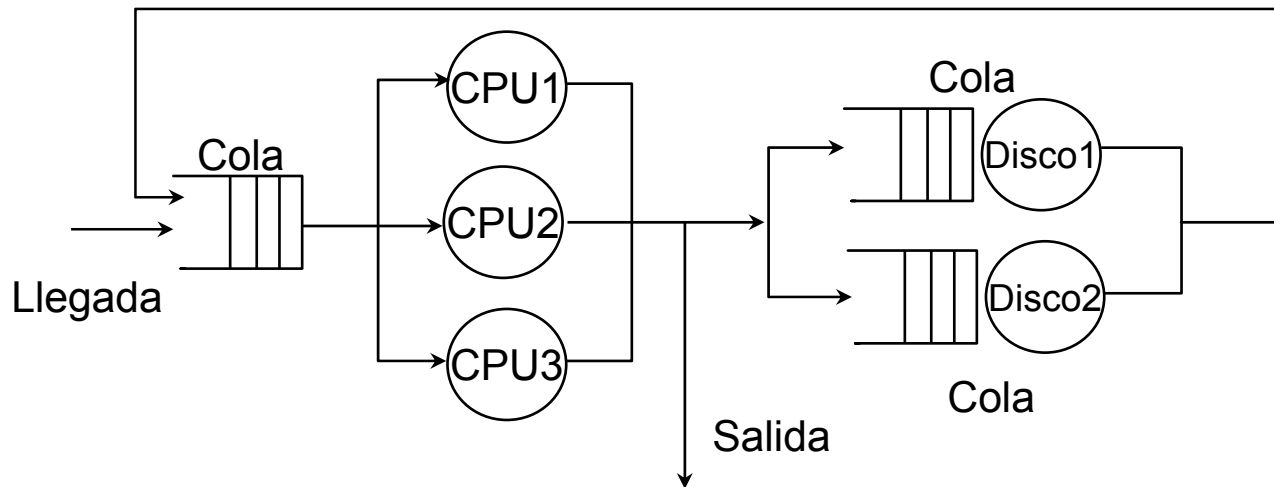 CPU1
Cola
Cola
Disco1
CPU2
Llegada
Disco2
CPU3
Cola
Salida